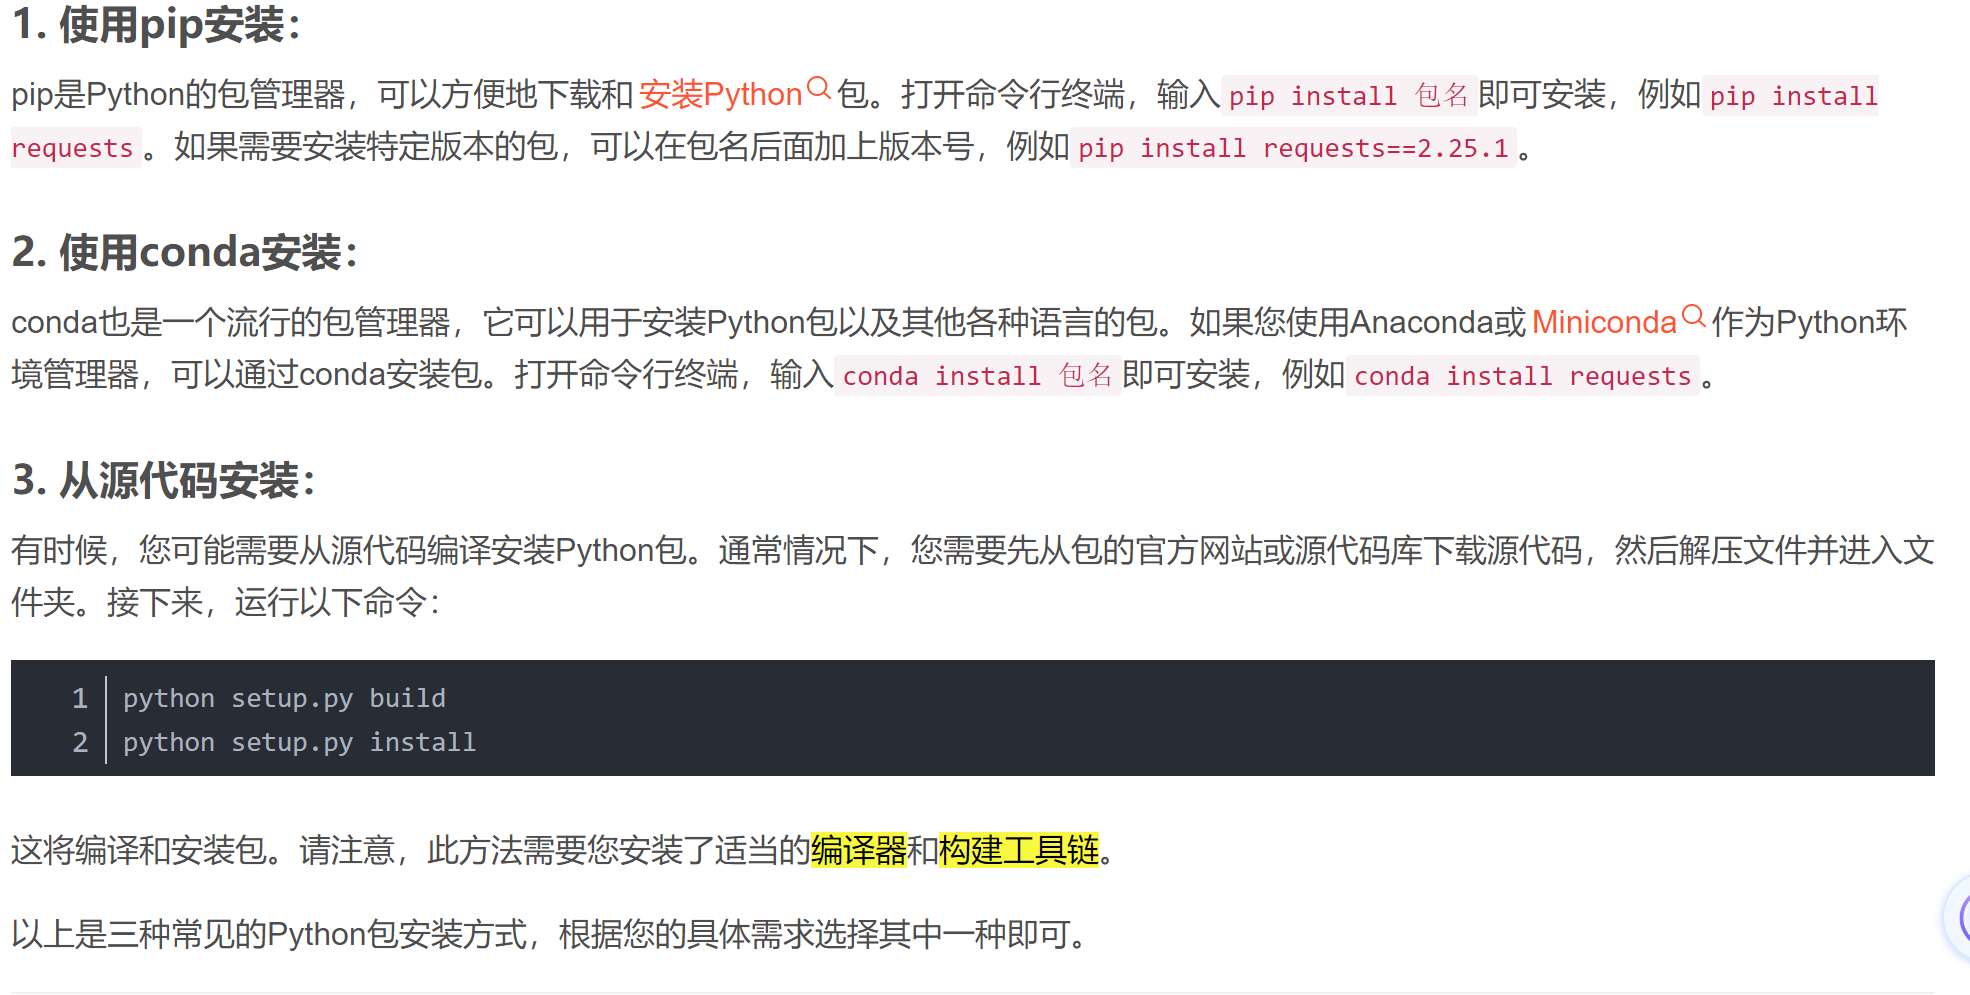 1. 使用pip安装：
pip是Python的包管理器，可以方便地下载和安装Python包。打开命令行终端，输入pip install 包名即可安装，例如pip install
requests。如果需要安装特定版本的包，可以在包名后面加上版本号，例如pip install requests==2.25.1。
2. 使用conda安装：
conda也是一个流行的包管理器，它可以用于安装Python包以及其他各种语言的包。如果您使用Anaconda或Miniconda作为Python环
境管理器，可以通过conda安装包。打开命令行终端，输入conda install 包名即可安装，例如conda install requests。
3. 从源代码安装：
有时候，您可能需要从源代码编译安装Python包。通常情况下，您需要先从包的官方网站或源代码库下载源代码，然后解压文件并进入文
件夹。接下来，运行以下命令：
1 python setup.py build
2 python setup.py install
这将编译和安装包。请注意，此方法需要您安装了适当的编译器和构建工具链。
以上是三种常见的Python包安装方式，根据您的具体需求选择其中一种即可。